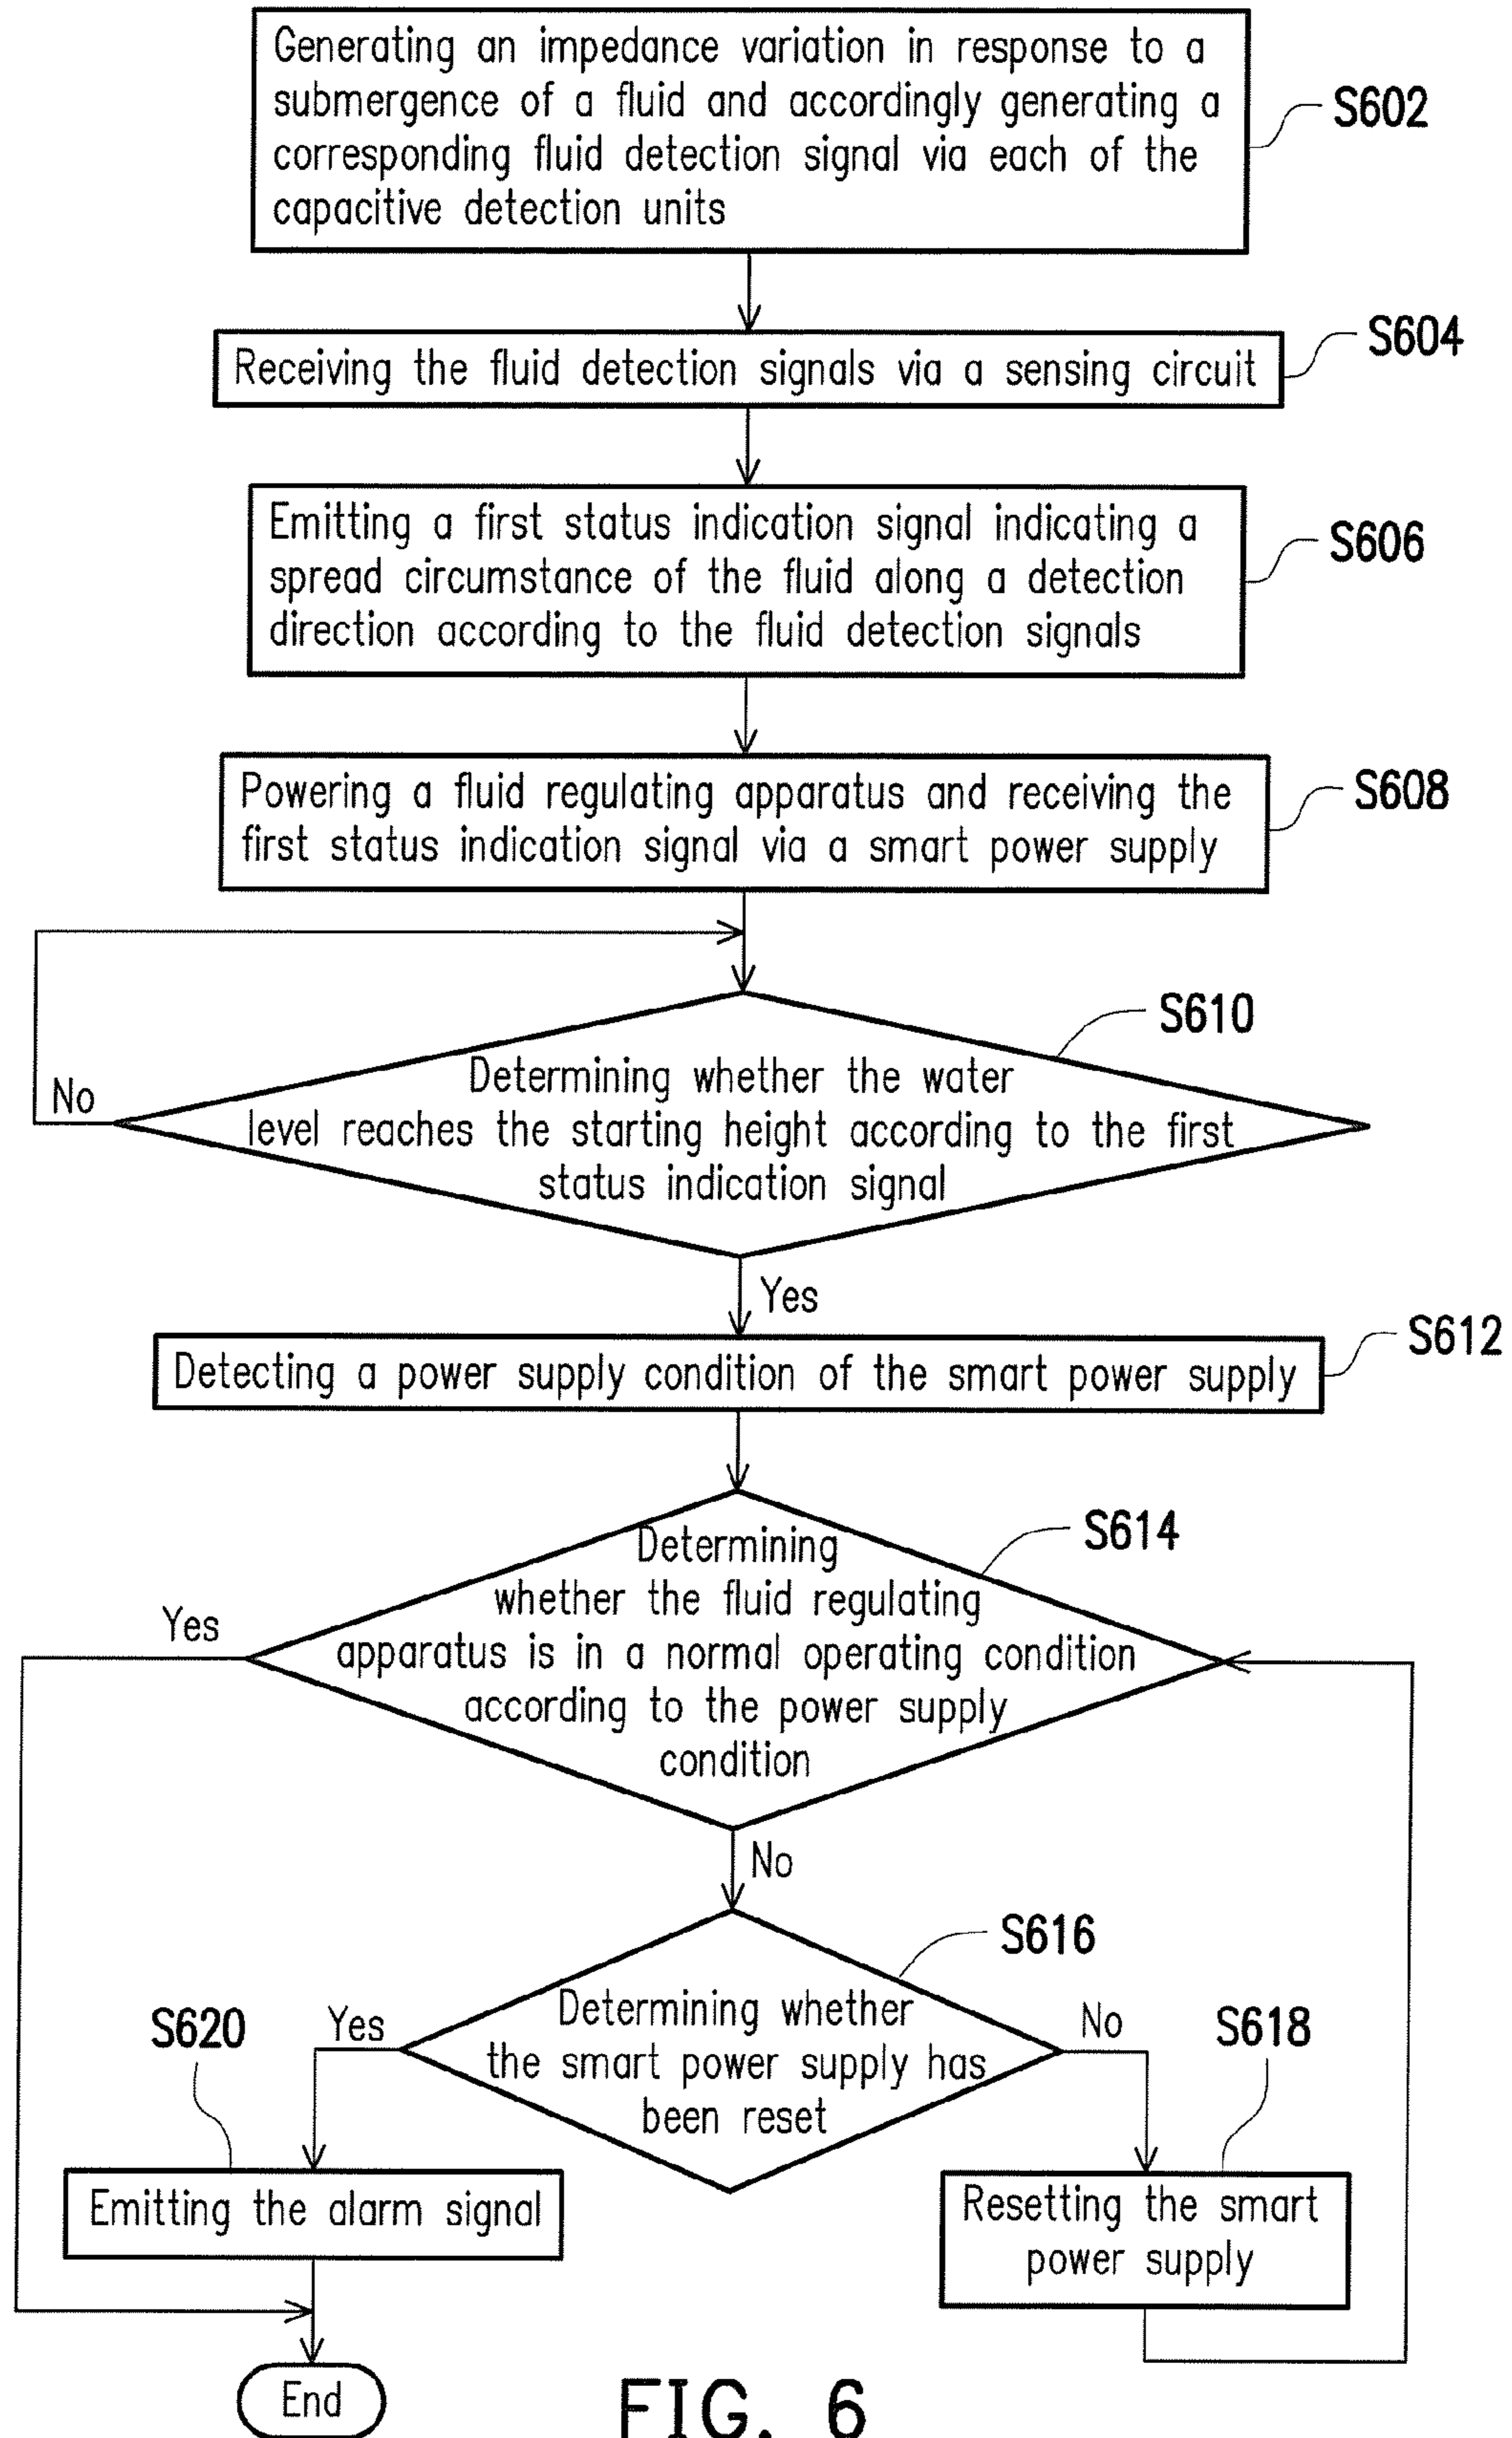 Generating an impedance variation in response to a
submergence of a fluid and accordingly generating a
corresponding fluid detection signal via each of the
capacitive detection units
S602
Receiving the fluid detection signals via a sensing circuit
S604
Emitting a first status indication signal indicating a
spread circumstance of the fluid along a detection
direction according to the fluid detection signals
S606
Powering a fluid regulating apparatus and receiving the
first status indication signal via a smart power supply
S608
S610
Determining whether the water
level reaches the starting height according to the first
status indication signal
No
Yes
Detecting a power supply condition of the smart power supply
S612
S614
Determining
whether the fluid regulating
apparatus is in a normal operating condition
according to the power supply
condition
Yes
No
S616
Determining whether
the smart power supply has
been reset
Yes
No
S620
S618
Emitting the alarm signal
Resetting the smart
power supply
End
FIG. 6